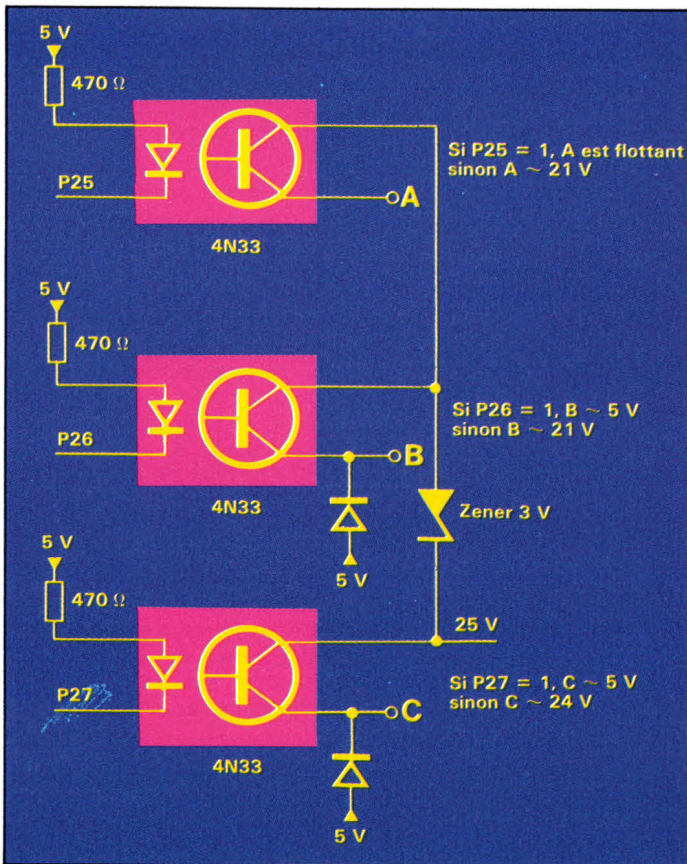 5 V
470 Ω
P25
A
4N33
Si P25 = 1, A est flottant
sinon A ~ 21 V
5 V
470 Ω
P26
B
4N33
5 V
Si P26 = 1, B ~ 5 V
sinon B ~ 21 V
Zener 3 V
5 V
470 Ω
25 V
P27
C
4N33
5 V
Si P27 = 1, C ~ 5 V
sinon C ~ 24 V